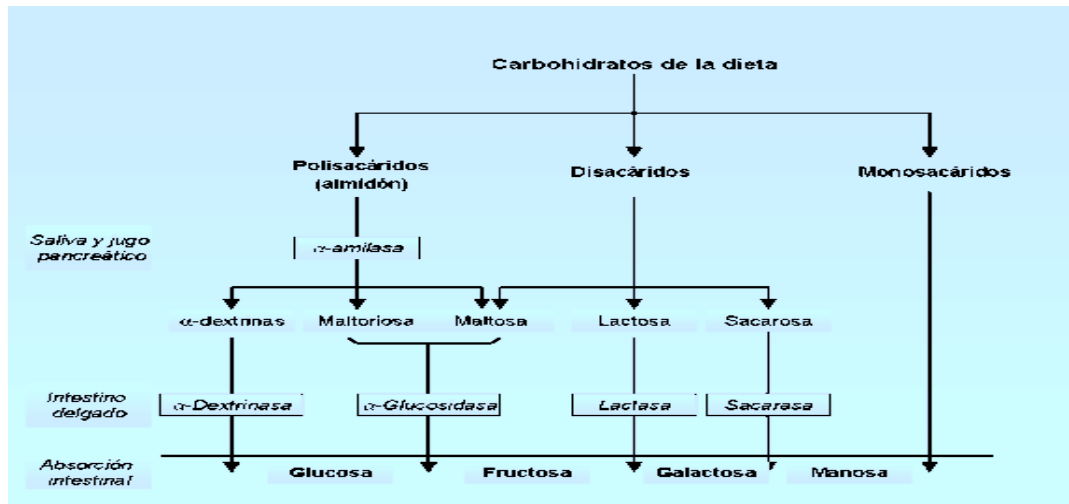 Carbohidratos de la dieta
Polisacáridos
(almidón)
Disacáridos
Monosacáridos
Saliva y jugo
pancreático
α-amilasa
α-dextrinas
Maltoriosa
Maltosa
Lactosa
Sacarosa
Intestino
delgado
α-Dextrinasa
α-Glucosidasa
Lactasa
Sacarasa
Absorción
intestinal
Glucosa
Fructosa
Galactosa
Manosa